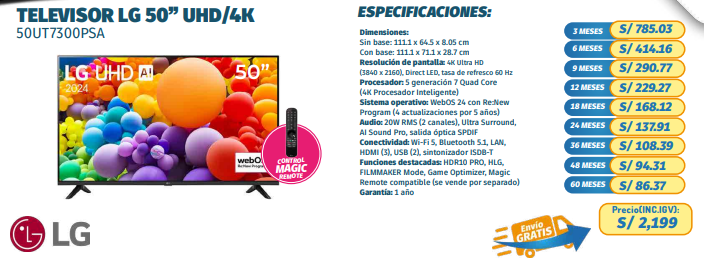 TELEVISOR LG 50” UHD/4K
50UT7300PSA
LG UHD AI
2024
50”
webO
Re:New Program
CONTROL
MAGIC
REMOTE
LG
ESPECIFICACIONES:
Dimensiones:
Sin base: 111.1 x 64.5 x 8.05 cm
Con base: 111.1 x 71.1 x 28.7 cm
Resolución de pantalla: 4K Ultra HD
(3840 x 2160), Direct LED, tasa de refresco 60 Hz
Procesador: 5 generación 7 Quad Core
(4K Procesador Inteligente)
Sistema operativo: WebOS 24 con Re:New
Program (4 actualizaciones por 5 años)
Audio: 20W RMS (2 canales), Ultra Surround,
AI Sound Pro, salida óptica SPDIF
Conectividad: Wi-Fi 5, Bluetooth 5.1, LAN,
HDMI (3), USB (2), sintonizador ISDB-T
Funciones destacadas: HDR10 PRO, HLG,
FILMMAKER Mode, Game Optimizer, Magic
Remote compatible (se vende por separado)
Garantía: 1 año
3 MESES S/ 785.03
6 MESES S/ 414.16
9 MESES S/ 290.77
12 MESES S/ 229.27
18 MESES S/ 168.12
24 MESES S/ 137.91
36 MESES S/ 108.39
48 MESES S/ 94.31
60 MESES S/ 86.37
Envío
GRATIS
Precio(INC.IGV):
S/ 2,199